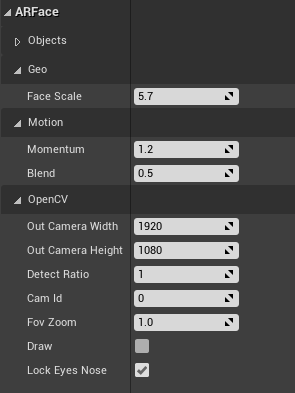 ARFace
Objects
Geo
Face Scale 5.7
Motion
Momentum 1.2
Blend 0.5
OpenCV
Out Camera Width 1920
Out Camera Height 1080
Detect Ratio 1
Cam Id 0
Fov Zoom 1.0
Draw
Lock Eyes Nose